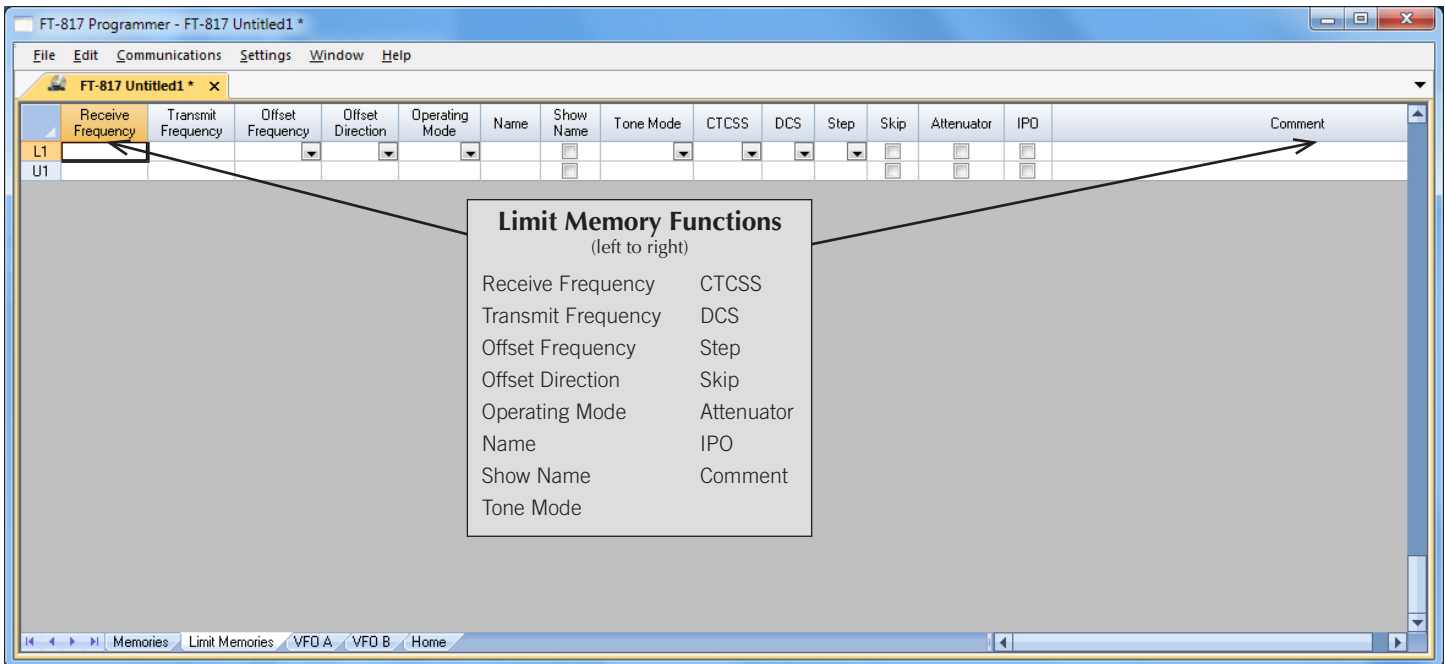 FT-817 Programmer - FT-817 Untitled1 *
File Edit Communications Settings Window Help
FT-817 Untitled1 * X
Receive Frequency Transmit Frequency Offset Frequency Offset Direction Operating Mode Name Show Name Tone Mode CTCSS DCS Step Skip Attenuator IPO Comment
L1
U1
Limit Memory Functions
(left to right)
Receive Frequency CTCSS
Transmit Frequency DCS
Offset Frequency Step
Offset Direction Skip
Operating Mode Attenuator
Name IPO
Show Name Comment
Tone Mode
Memories Limit Memories VFO A VFO B Home